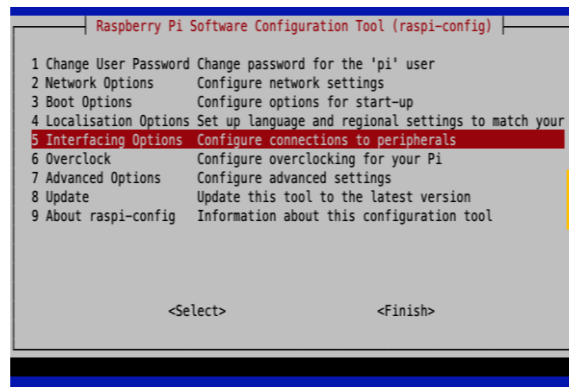 Raspberry Pi Software Configuration Tool (raspi-config)
1 Change User Password Change password for the 'pi' user
2 Network Options Configure network settings
3 Boot Options Configure options for start-up
4 Localisation Options Set up language and regional settings to match your
5 Interfacing Options Configure connections to peripherals
6 Overclock Configure overclocking for your Pi
7 Advanced Options Configure advanced settings
8 Update Update this tool to the latest version
9 About raspi-config Information about this configuration tool
<Select> <Finish>